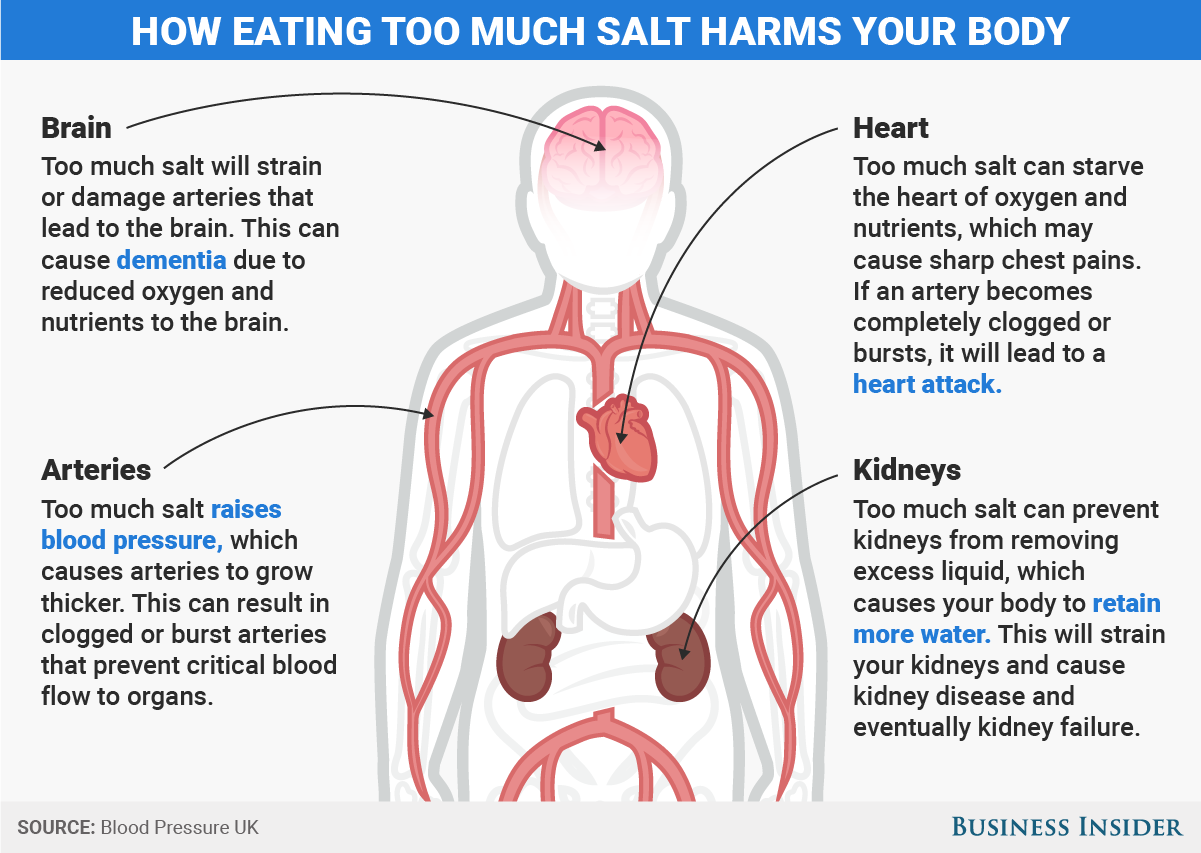 HOW EATING TOO MUCH SALT HARMS YOUR BODY
Brain
Too much salt will strain
or damage arteries that
lead to the brain. This can
cause dementia due to
reduced oxygen and
nutrients to the brain.
Heart
Too much salt can starve
the heart of oxygen and
nutrients, which may
cause sharp chest pains.
If an artery becomes
completely clogged or
bursts, it will lead to a
heart attack.
Arteries
Too much salt raises
blood pressure, which
causes arteries to grow
thicker. This can result in
clogged or burst arteries
that prevent critical blood
flow to organs.
Kidneys
Too much salt can prevent
kidneys from removing
excess liquid, which
causes your body to retain
more water. This will strain
your kidneys and cause
kidney disease and
eventually kidney failure.
SOURCE: Blood Pressure UK
BUSINESS INSIDER